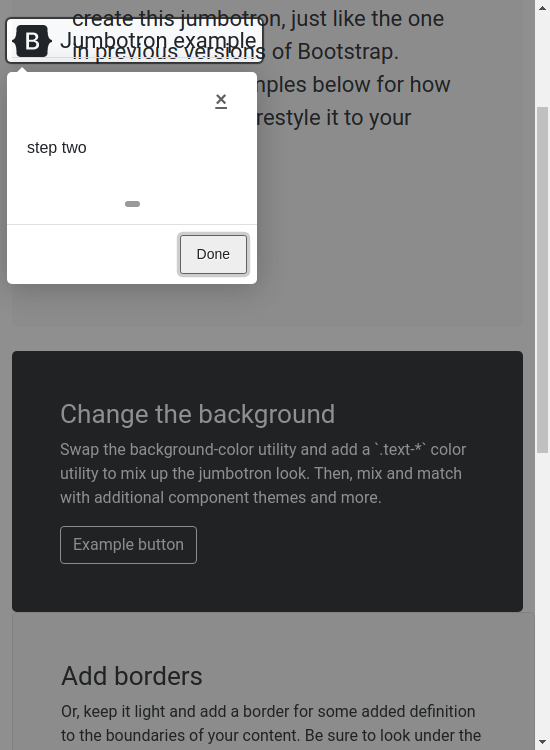 create this jumbotron, just like the one
B Jumbotron example
in previous versions of Bootstrap.
mples below for how
restyle it to your
×
step two
Done
Change the background
Swap the background-color utility and add a `.text-*` color
utility to mix up the jumbotron look. Then, mix and match
with additional component themes and more.
Example button
Add borders
Or, keep it light and add a border for some added definition
to the boundaries of your content. Be sure to look under the